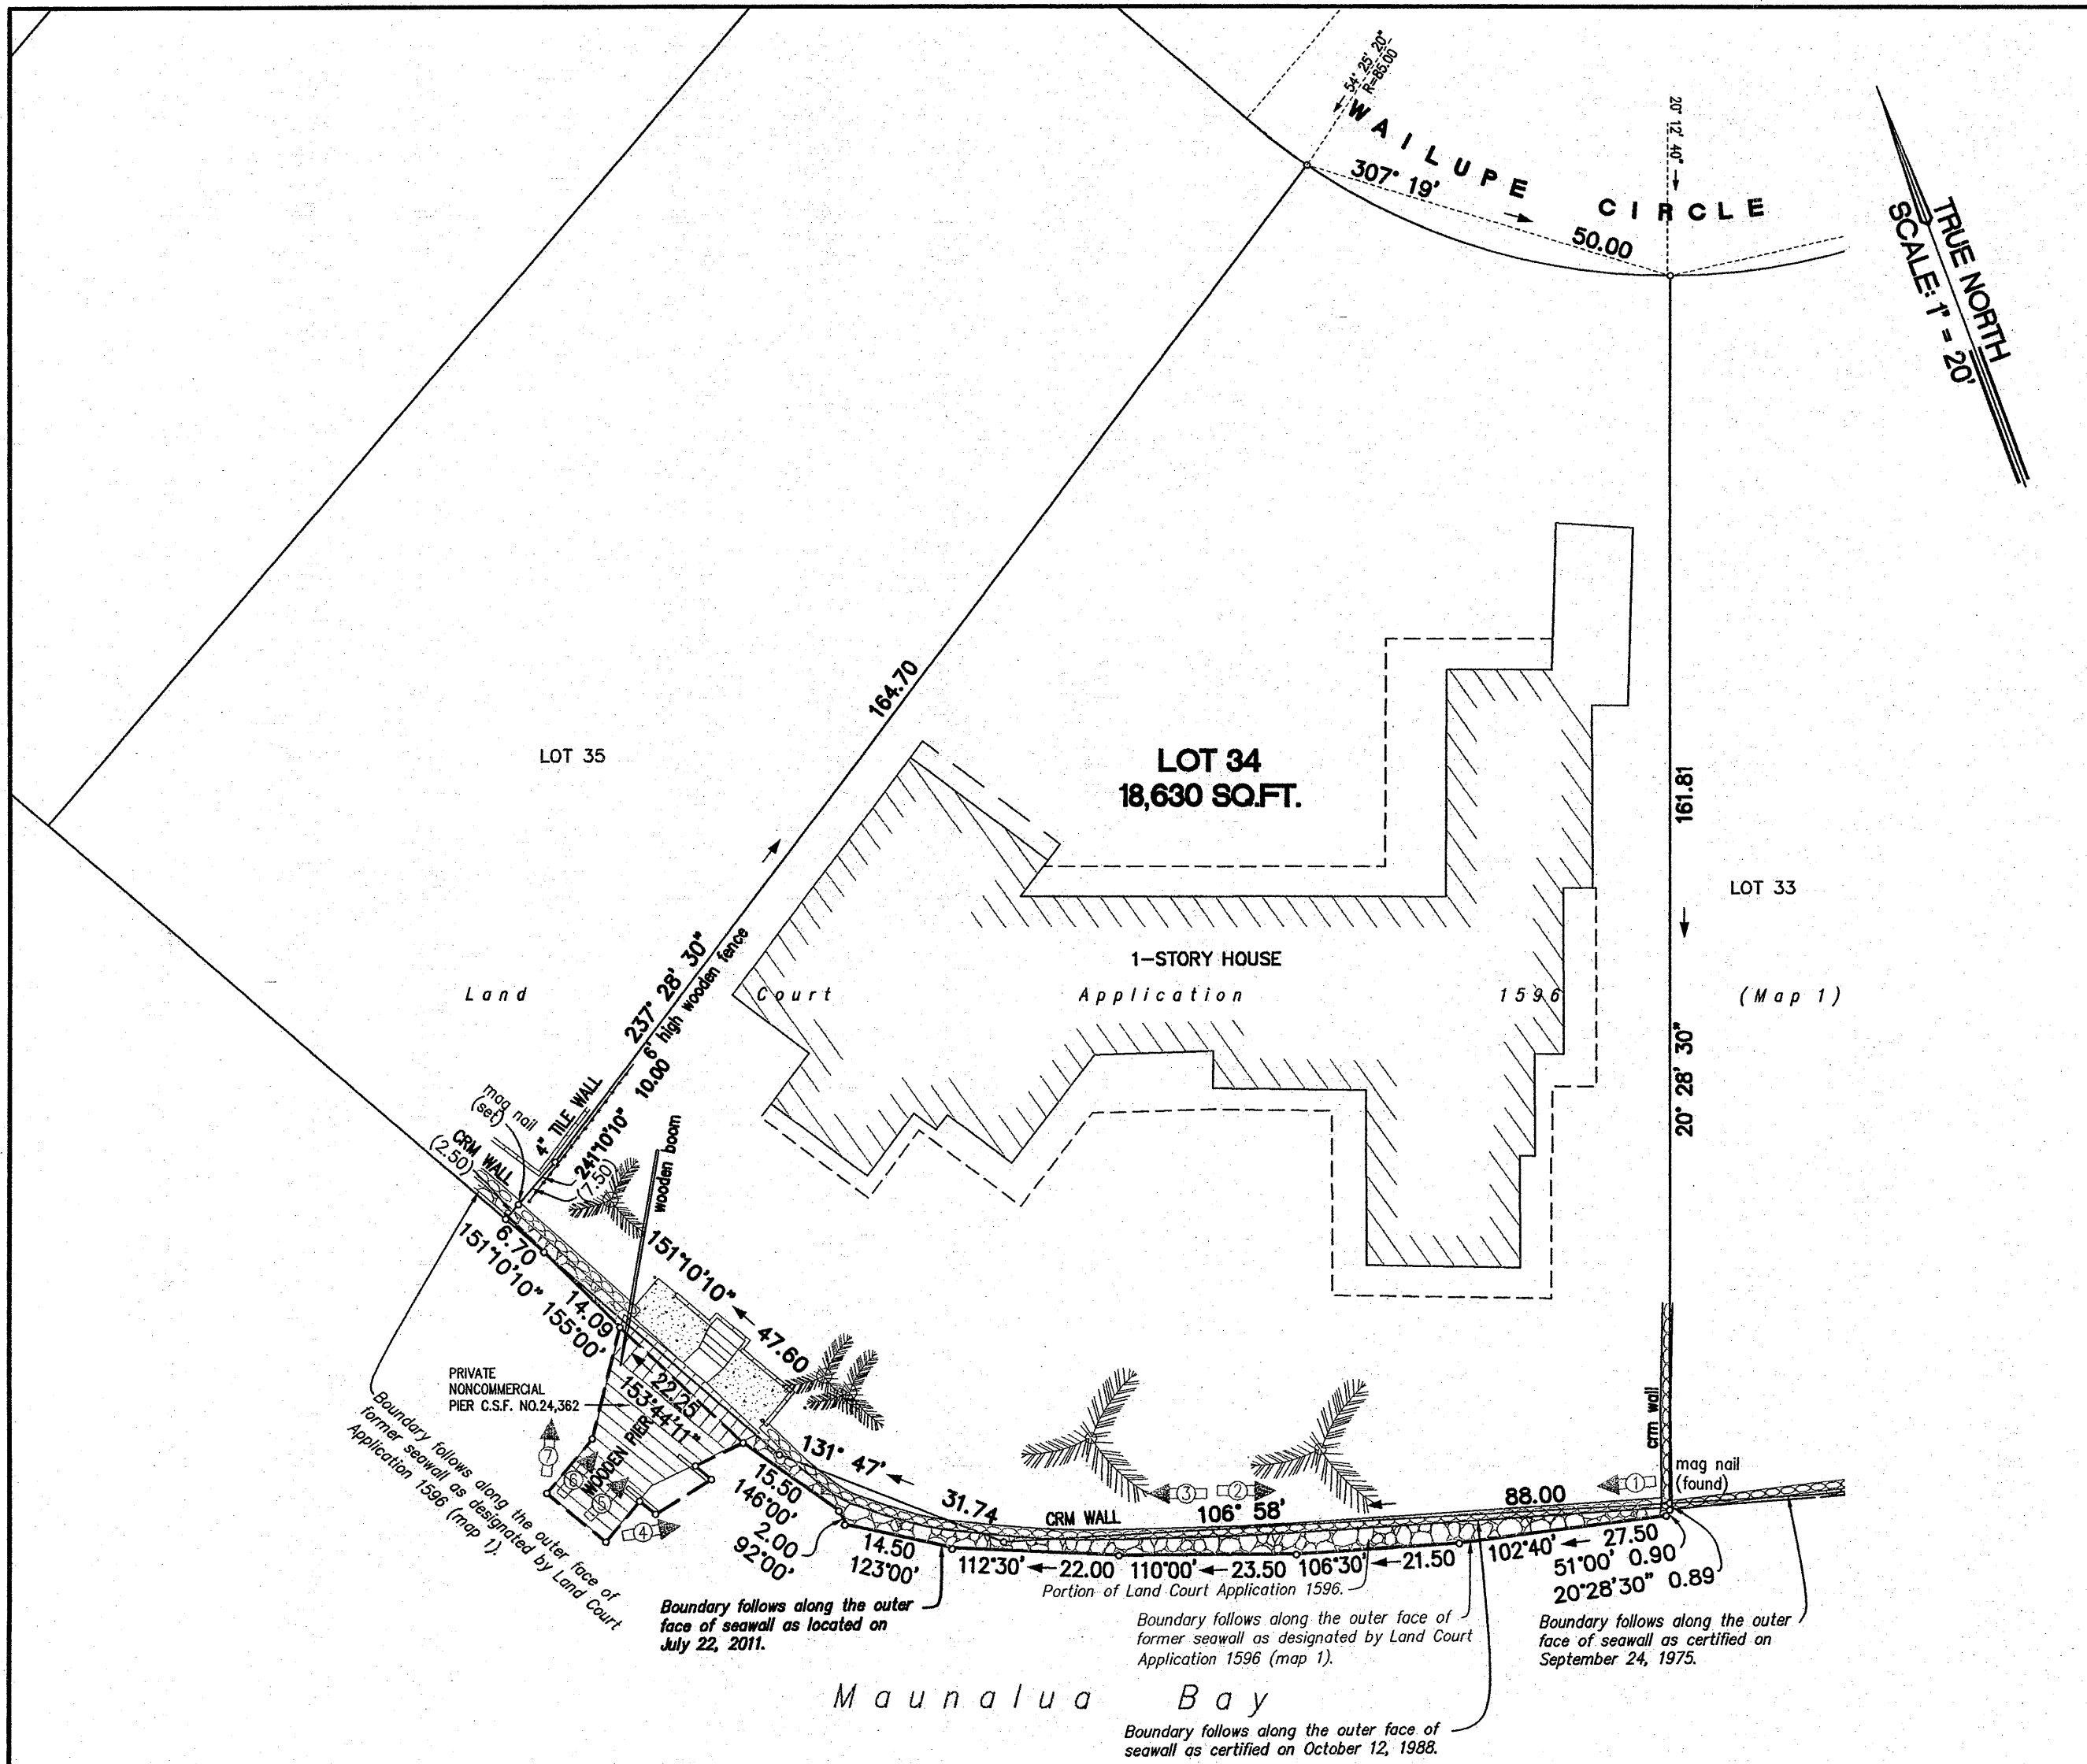 54° 25' 20"
R=85.00
WAILUPE CIRCLE
307° 19'
50.00
20° 12' 40"
TRUE NORTH
SCALE: 1" = 20'
164.70
LOT 35
LOT 34
18,630 SQ.FT.
161.81
LOT 33
1-STORY HOUSE
Land Court Application 1596 (Map 1)
237° 28' 30"
6' high wooden fence
20° 28' 30"
10.00
241°10'10"
(7.50)
4" TILE WALL
mag nail
(set)
CRM WALL
(2.50)
wooden boom
6.70
151°10'10"
151°10'10"
47.60
14.09
155°00'
22.25
153°44'11"
PRIVATE
NONCOMMERCIAL
PIER C.S.F. NO.24,362
WOODEN PIER
7
6
5
4
Boundary follows along the outer face of
former seawall as designated by Land Court
Application 1596 (map 1).
131° 47'
31.74
15.50
146°00'
2.00
92°00'
14.50
123°00'
CRM WALL
3
2
106° 58'
88.00
1
crm wall
mag nail
(found)
112°30' 22.00
110°00' 23.50
106°30' 21.50
102°40' 27.50
51°00' 0.90
20°28'30" 0.89
Portion of Land Court Application 1596.
Boundary follows along the outer
face of seawall as located on
July 22, 2011.
Boundary follows along the outer face of
former seawall as designated by Land Court
Application 1596 (map 1).
Boundary follows along the outer
face of seawall as certified on
September 24, 1975.
Maunalua Bay
Boundary follows along the outer face of
seawall as certified on October 12, 1988.